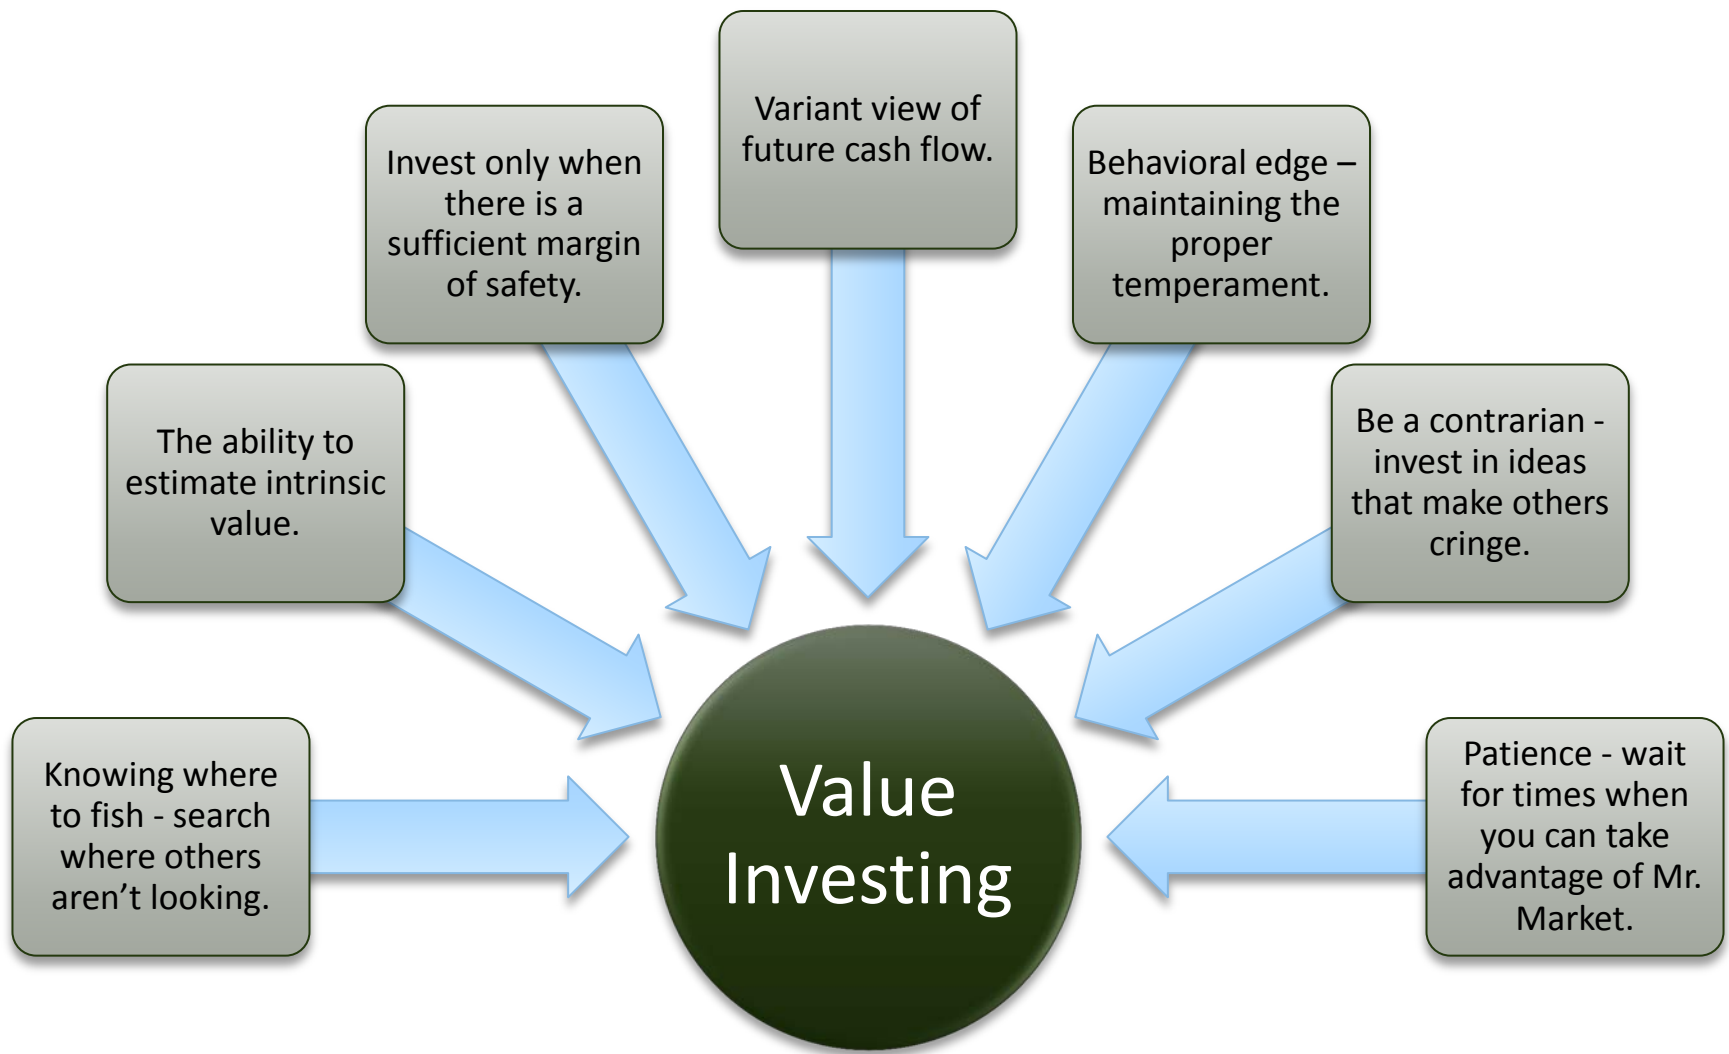 Knowing where
to fish - search
where others
aren’t looking.
The ability to
estimate intrinsic
value.
Invest only when
there is a
sufficient margin
of safety.
Variant view of
future cash flow.
Behavioral edge –
maintaining the
proper
temperament.
Be a contrarian -
invest in ideas
that make others
cringe.
Patience - wait
for times when
you can take
advantage of Mr.
Market.
Value
Investing